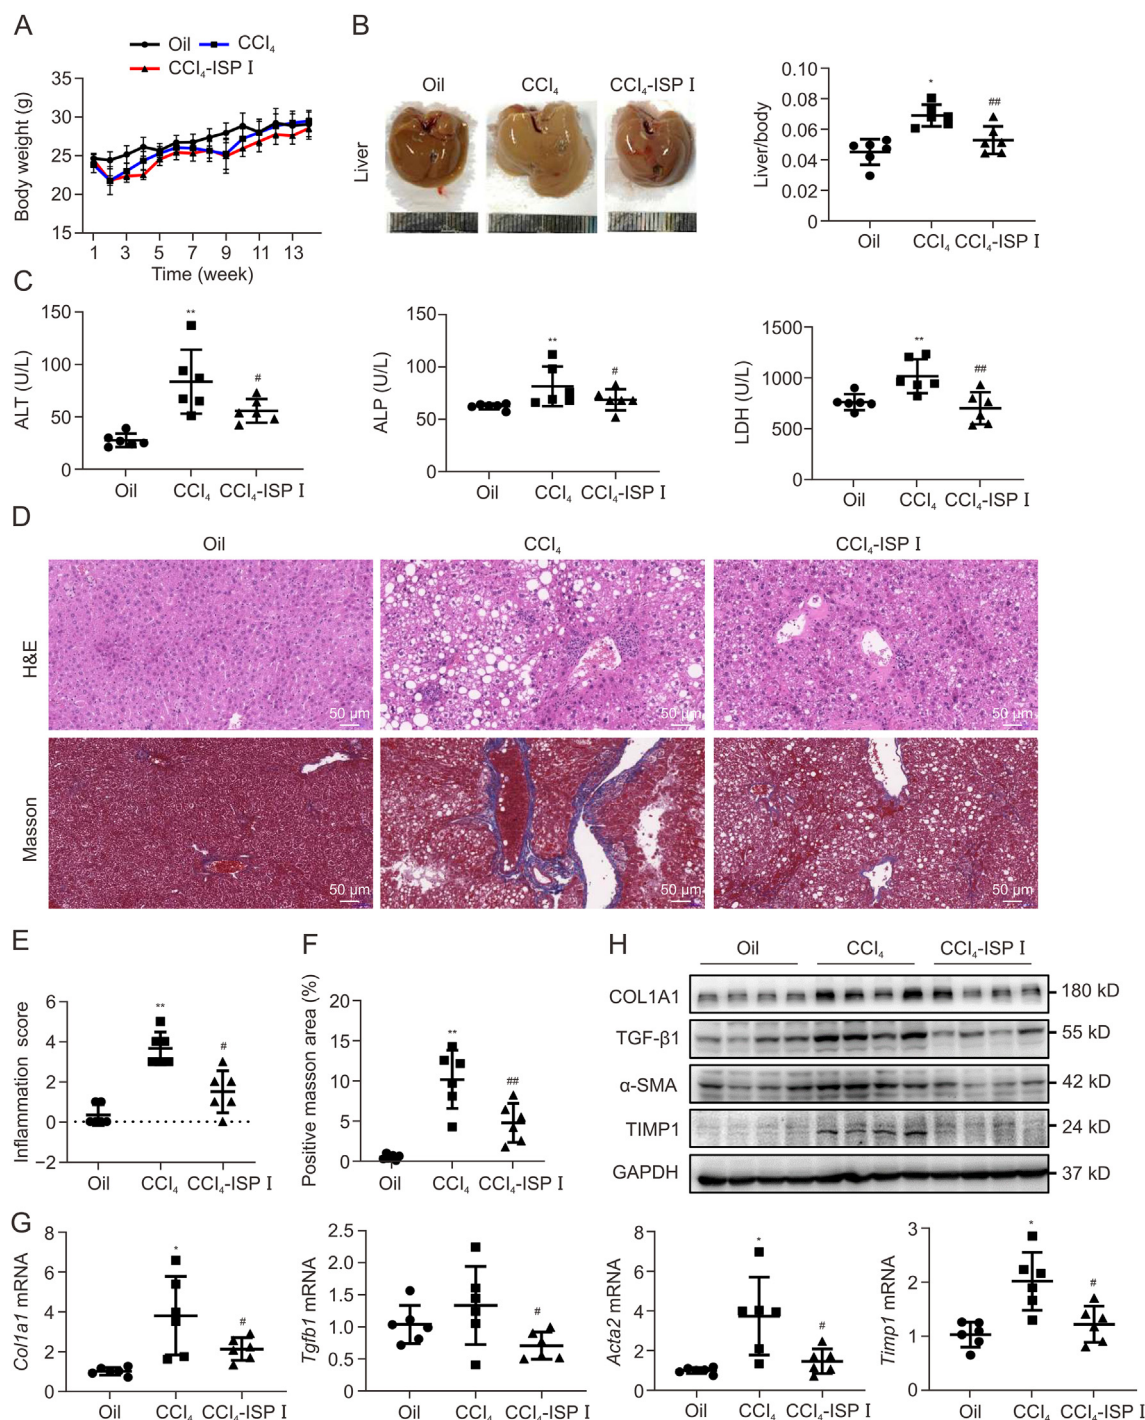 A
Oil CCl₄
CCl₄-ISP Ⅰ
Body weight (g)
35
30
25
20
15
1 3 5 7 9 11 13
Time (week)
B
Oil CCl₄ CCl₄-ISP Ⅰ
Liver
Liver/body
0.10
0.08
0.06
0.04
0.02
0
*
##
Oil CCl₄ CCl₄-ISP Ⅰ
C
ALT (U/L)
150
100
50
0
**
#
Oil CCl₄ CCl₄-ISP Ⅰ
ALP (U/L)
150
100
50
0
**
#
Oil CCl₄ CCl₄-ISP Ⅰ
LDH (U/L)
1500
1000
500
0
**
##
Oil CCl₄ CCl₄-ISP Ⅰ
D
Oil CCl₄ CCl₄-ISP Ⅰ
H&E
50 μm 50 μm 50 μm
Masson
50 μm 50 μm 50 μm
E
Inflammation score
6
4
2
0
−2
**
#
Oil CCl₄ CCl₄-ISP Ⅰ
F
Positive masson area (%)
20
15
10
5
0
**
##
Oil CCl₄ CCl₄-ISP Ⅰ
H
Oil CCl₄ CCl₄-ISP Ⅰ
COL1A1 180 kD
TGF-β1 55 kD
α-SMA 42 kD
TIMP1 24 kD
GAPDH 37 kD
G
Col1a1 mRNA
8
6
4
2
0
*
#
Oil CCl₄ CCl₄-ISP Ⅰ
Tgfb1 mRNA
2.5
2.0
1.5
1.0
0.5
0
#
Oil CCl₄ CCl₄-ISP Ⅰ
Acta2 mRNA
8
6
4
2
0
*
#
Oil CCl₄ CCl₄-ISP Ⅰ
Timp1 mRNA
3
2
1
0
*
#
Oil CCl₄ CCl₄-ISP Ⅰ